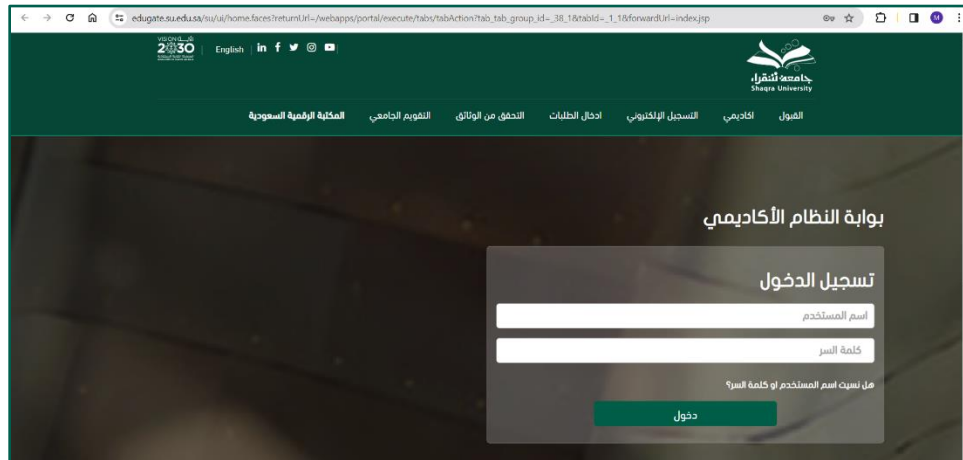 edugate.su.edu.sa/su/ui/home.faces?returnUrl=/webapps/portal/execute/tabs/tabAction?tab_tab_group_id=_38_1&tabId=_1_1&forwardUrl=index.jsp
M
2030
English
جامعة شقراء
Shaqra University
القبول
اكاديمي
التسجيل الإلكتروني
ادخال الطلبات
التحقق من الوثائق
التقويم الجامعي
المكتبة الرقمية السعودية
بوابة النظام الأكاديمي
تسجيل الدخول
اسم المستخدم
كلمة السر
هل نسيت اسم المستخدم او كلمة السر؟
دخول